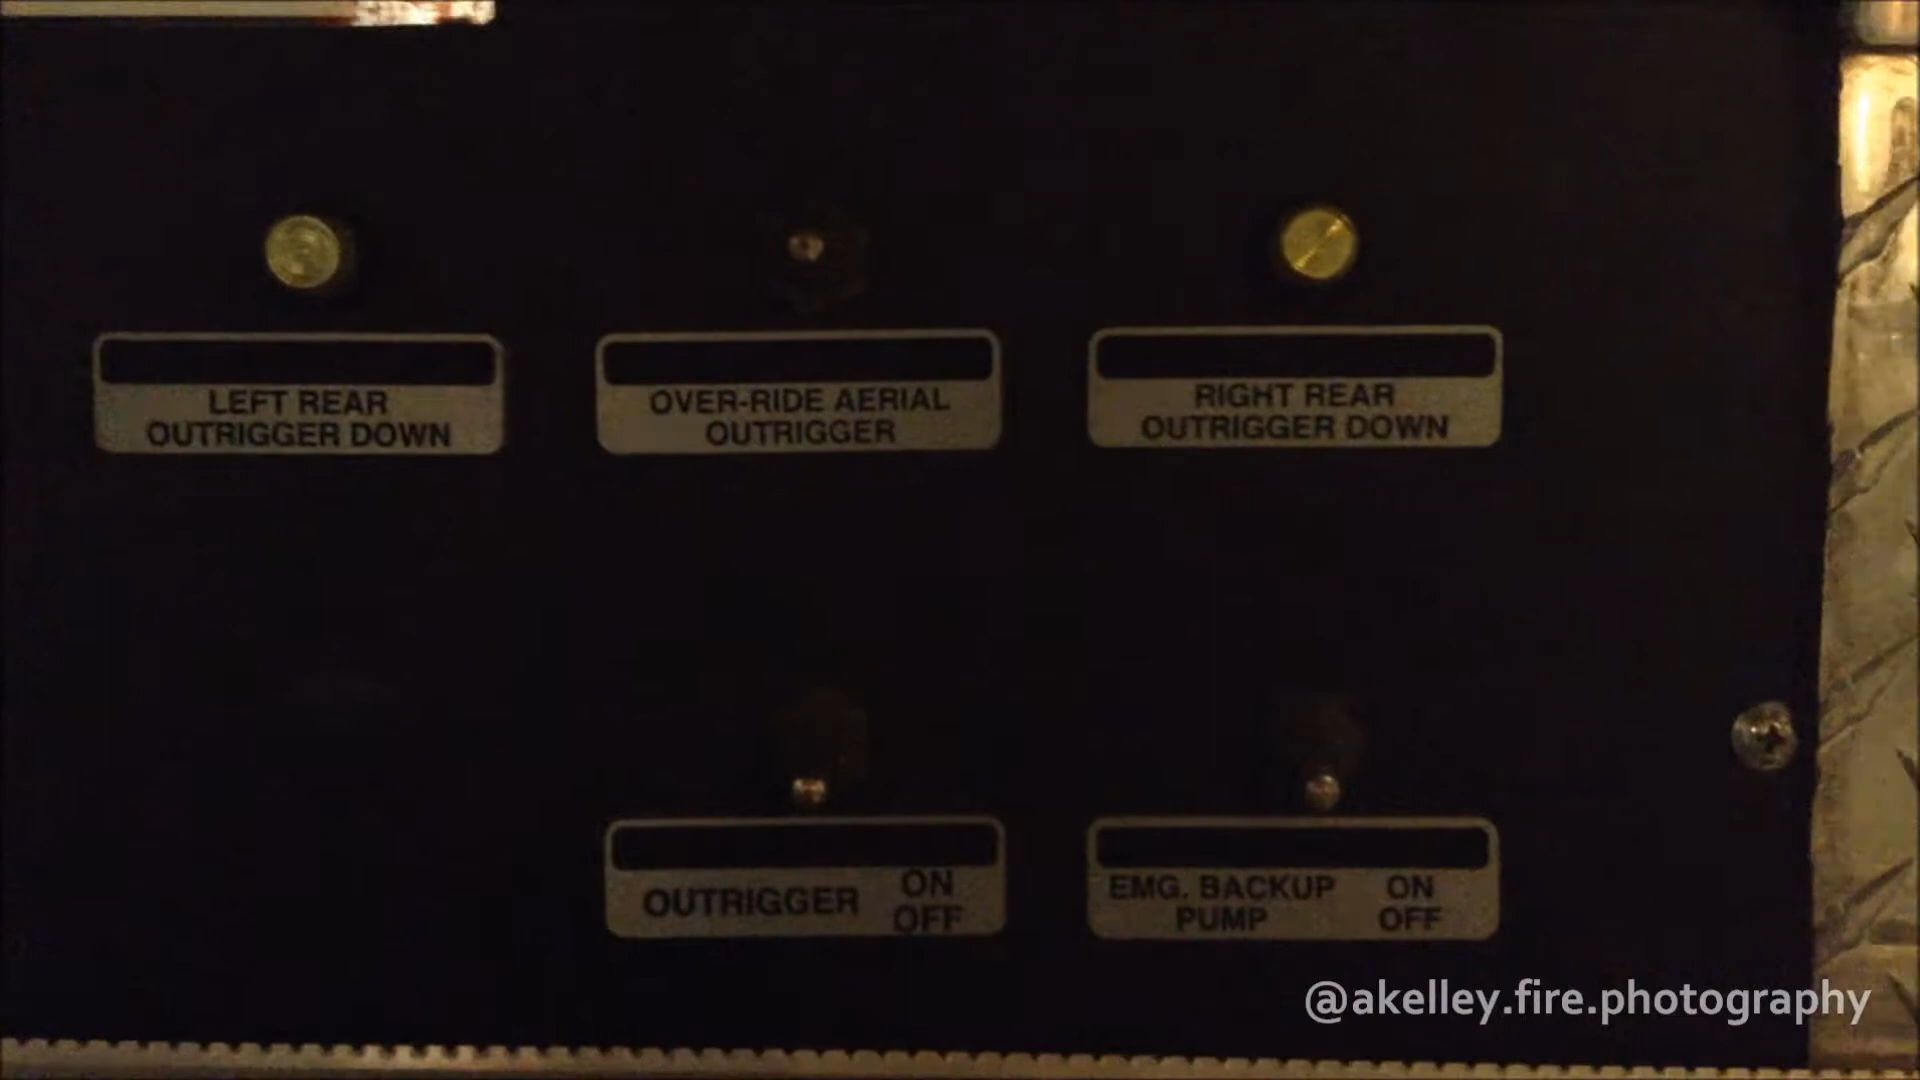 LEFT REAR
OUTRIGGER DOWN
OVER-RIDE AERIAL
OUTRIGGER
RIGHT REAR
OUTRIGGER DOWN
OUTRIGGER ON
OFF
EMG. BACKUP ON
PUMP OFF
@akelley.fire.photography